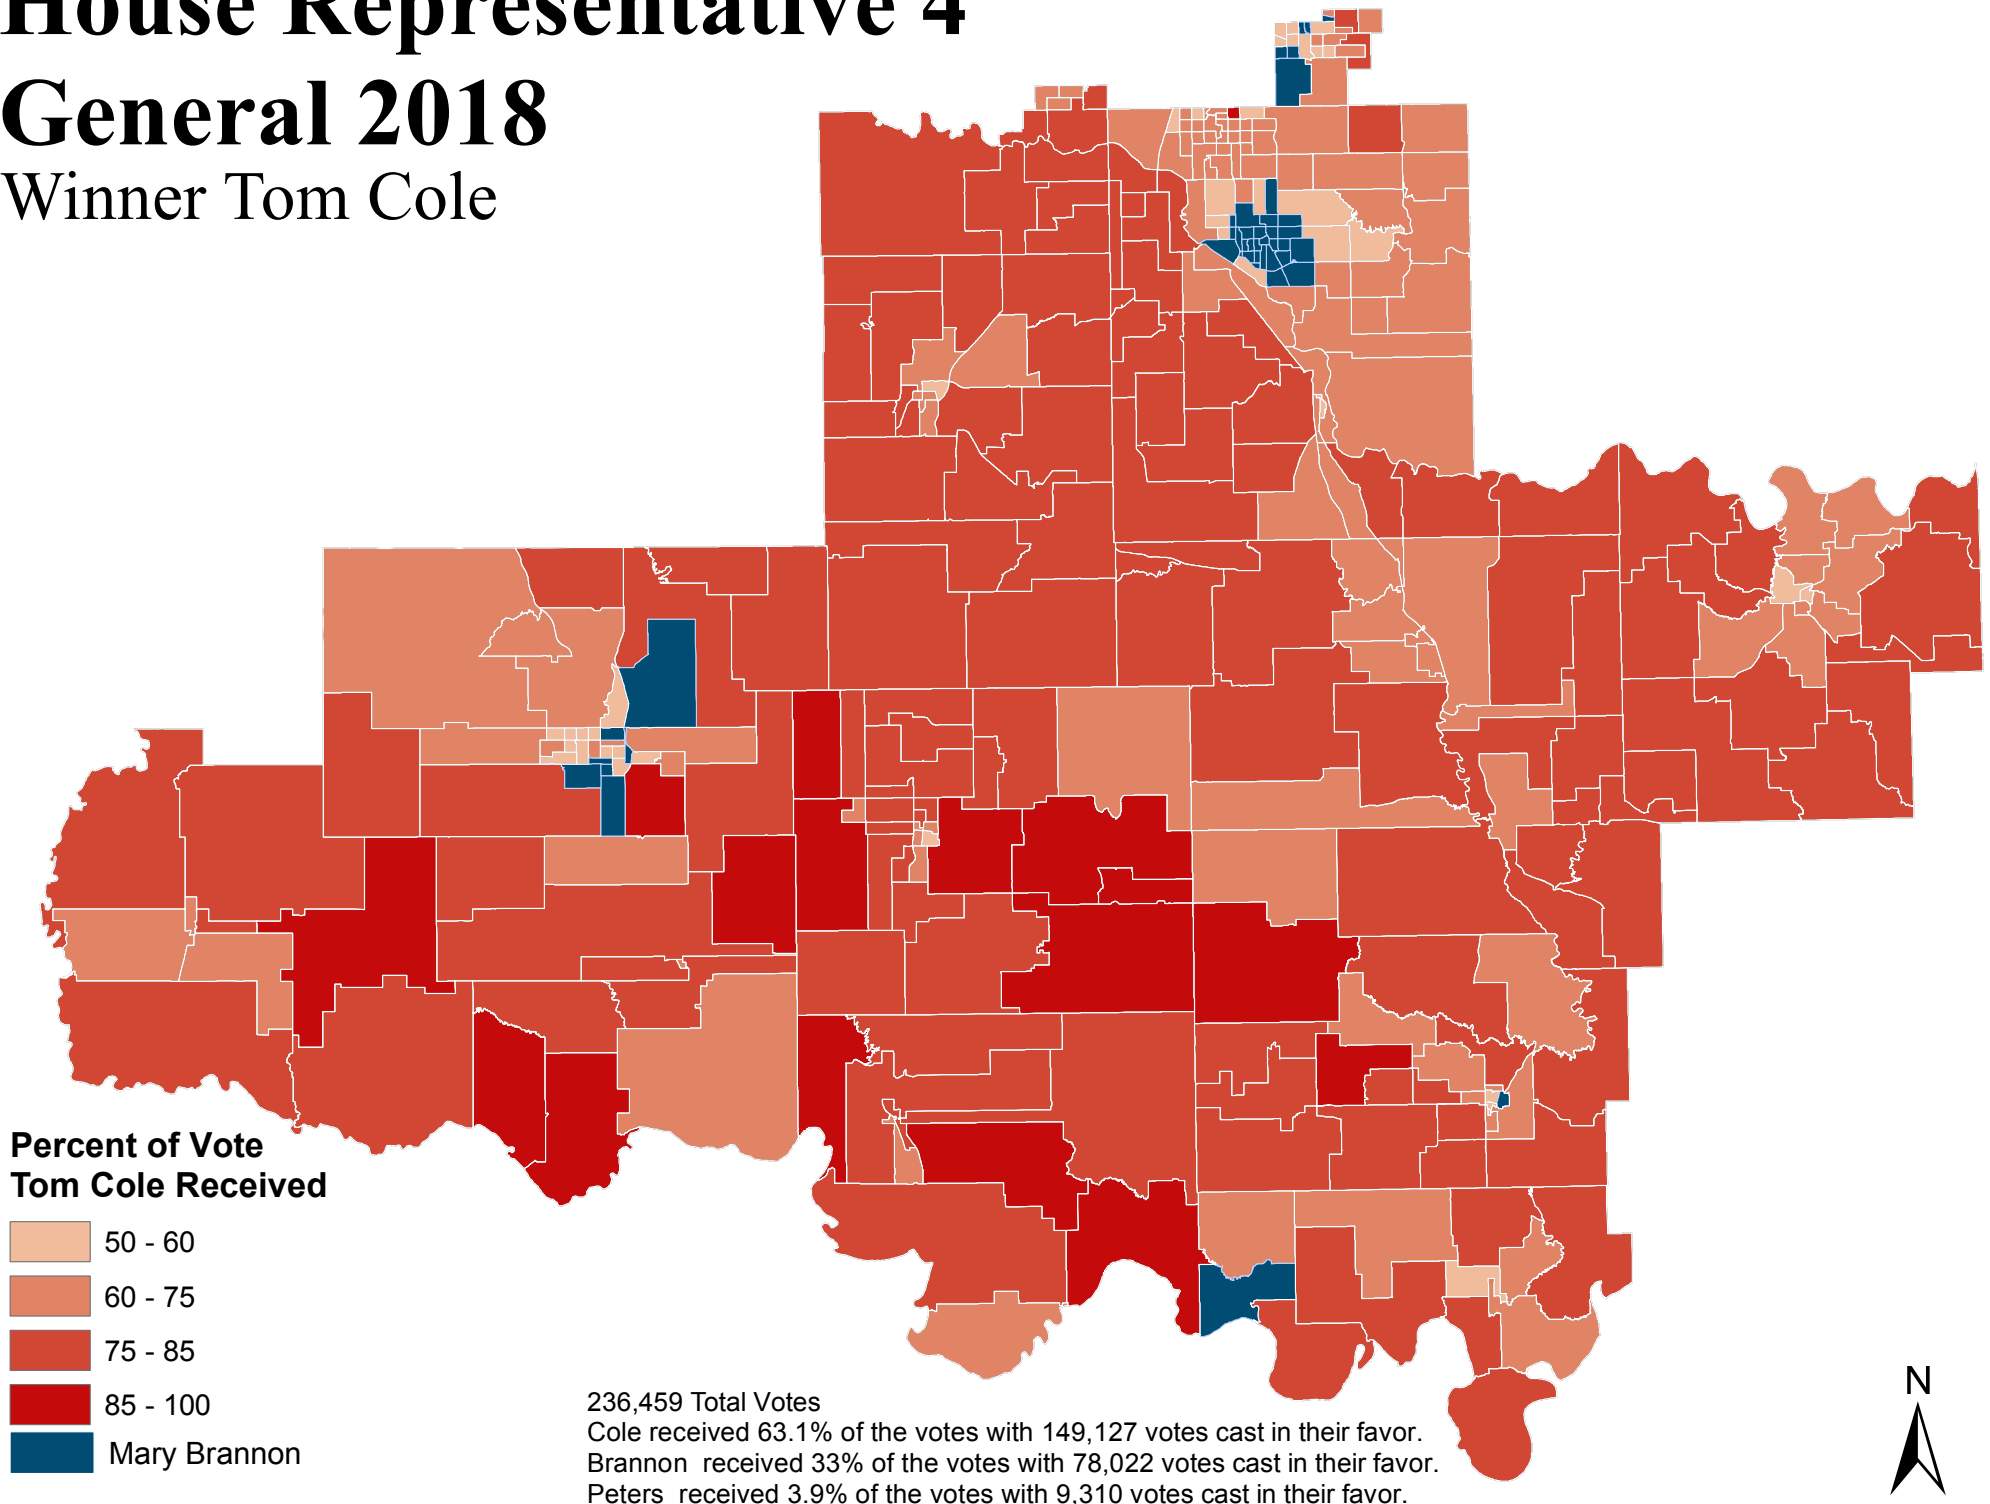 House Representative 4
General 2018
Winner Tom Cole
Percent of Vote
Tom Cole Received
50 - 60
60 - 75
75 - 85
85 - 100
Mary Brannon
236,459 Total Votes
Cole received 63.1% of the votes with 149,127 votes cast in their favor.
Brannon  received 33% of the votes with 78,022 votes cast in their favor.
Peters  received 3.9% of the votes with 9,310 votes cast in their favor.
N